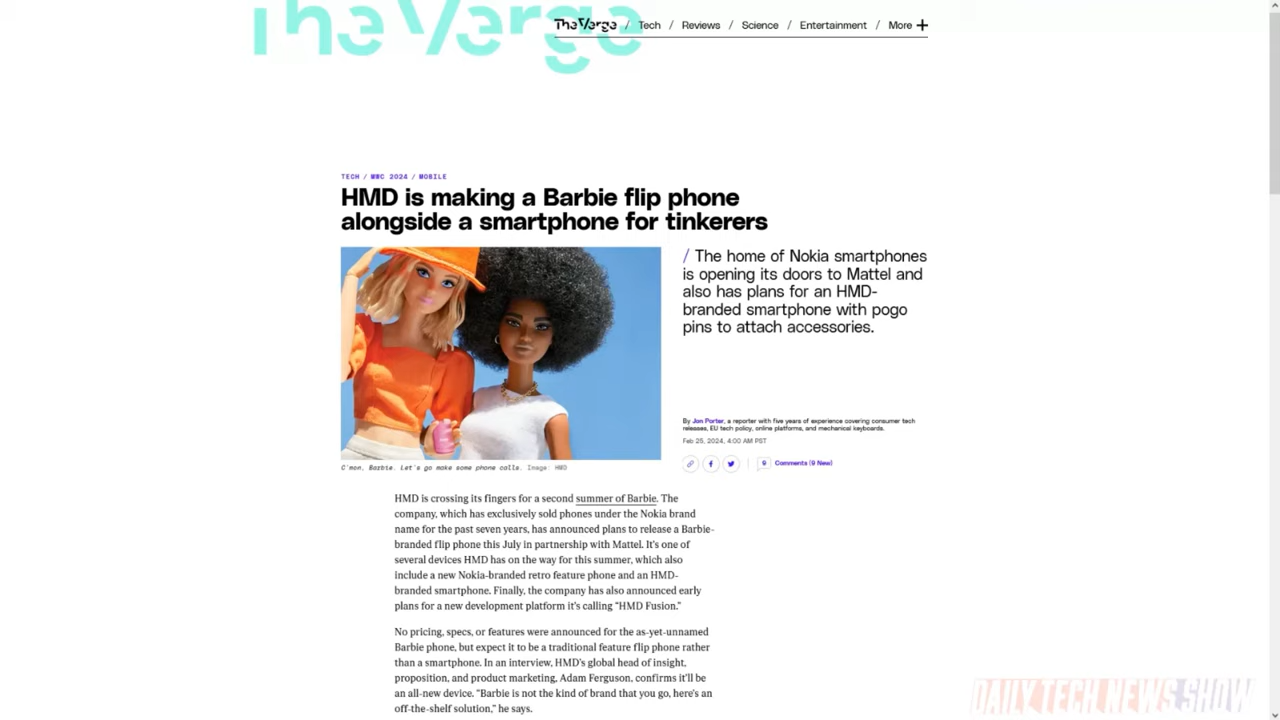 The Verge
The Verge / Tech / Reviews / Science / Entertainment / More +
TECH / MWC 2024 / MOBILE
HMD is making a Barbie flip phone
alongside a smartphone for tinkerers
/ The home of Nokia smartphones
is opening its doors to Mattel and
also has plans for an HMD-
branded smartphone with pogo
pins to attach accessories.
By Jon Porter, a reporter with five years of experience covering consumer tech
releases, EU tech policy, online platforms, and mechanical keyboards.
Feb 25, 2024, 4:00 AM PST
9 Comments (9 New)
C'mon, Barbie. Let's go make some phone calls. Image: HMD
HMD is crossing its fingers for a second summer of Barbie. The
company, which has exclusively sold phones under the Nokia brand
name for the past seven years, has announced plans to release a Barbie-
branded flip phone this July in partnership with Mattel. It's one of
several devices HMD has on the way for this summer, which also
include a new Nokia-branded retro feature phone and an HMD-
branded smartphone. Finally, the company has also announced early
plans for a new development platform it's calling “HMD Fusion.”
No pricing, specs, or features were announced for the as-yet-unnamed
Barbie phone, but expect it to be a traditional feature flip phone rather
than a smartphone. In an interview, HMD's global head of insight,
proposition, and product marketing, Adam Ferguson, confirms it'll be
an all-new device. “Barbie is not the kind of brand that you go, here's an
off-the-shelf solution,” he says.
DAILY TECH NEWS SHOW